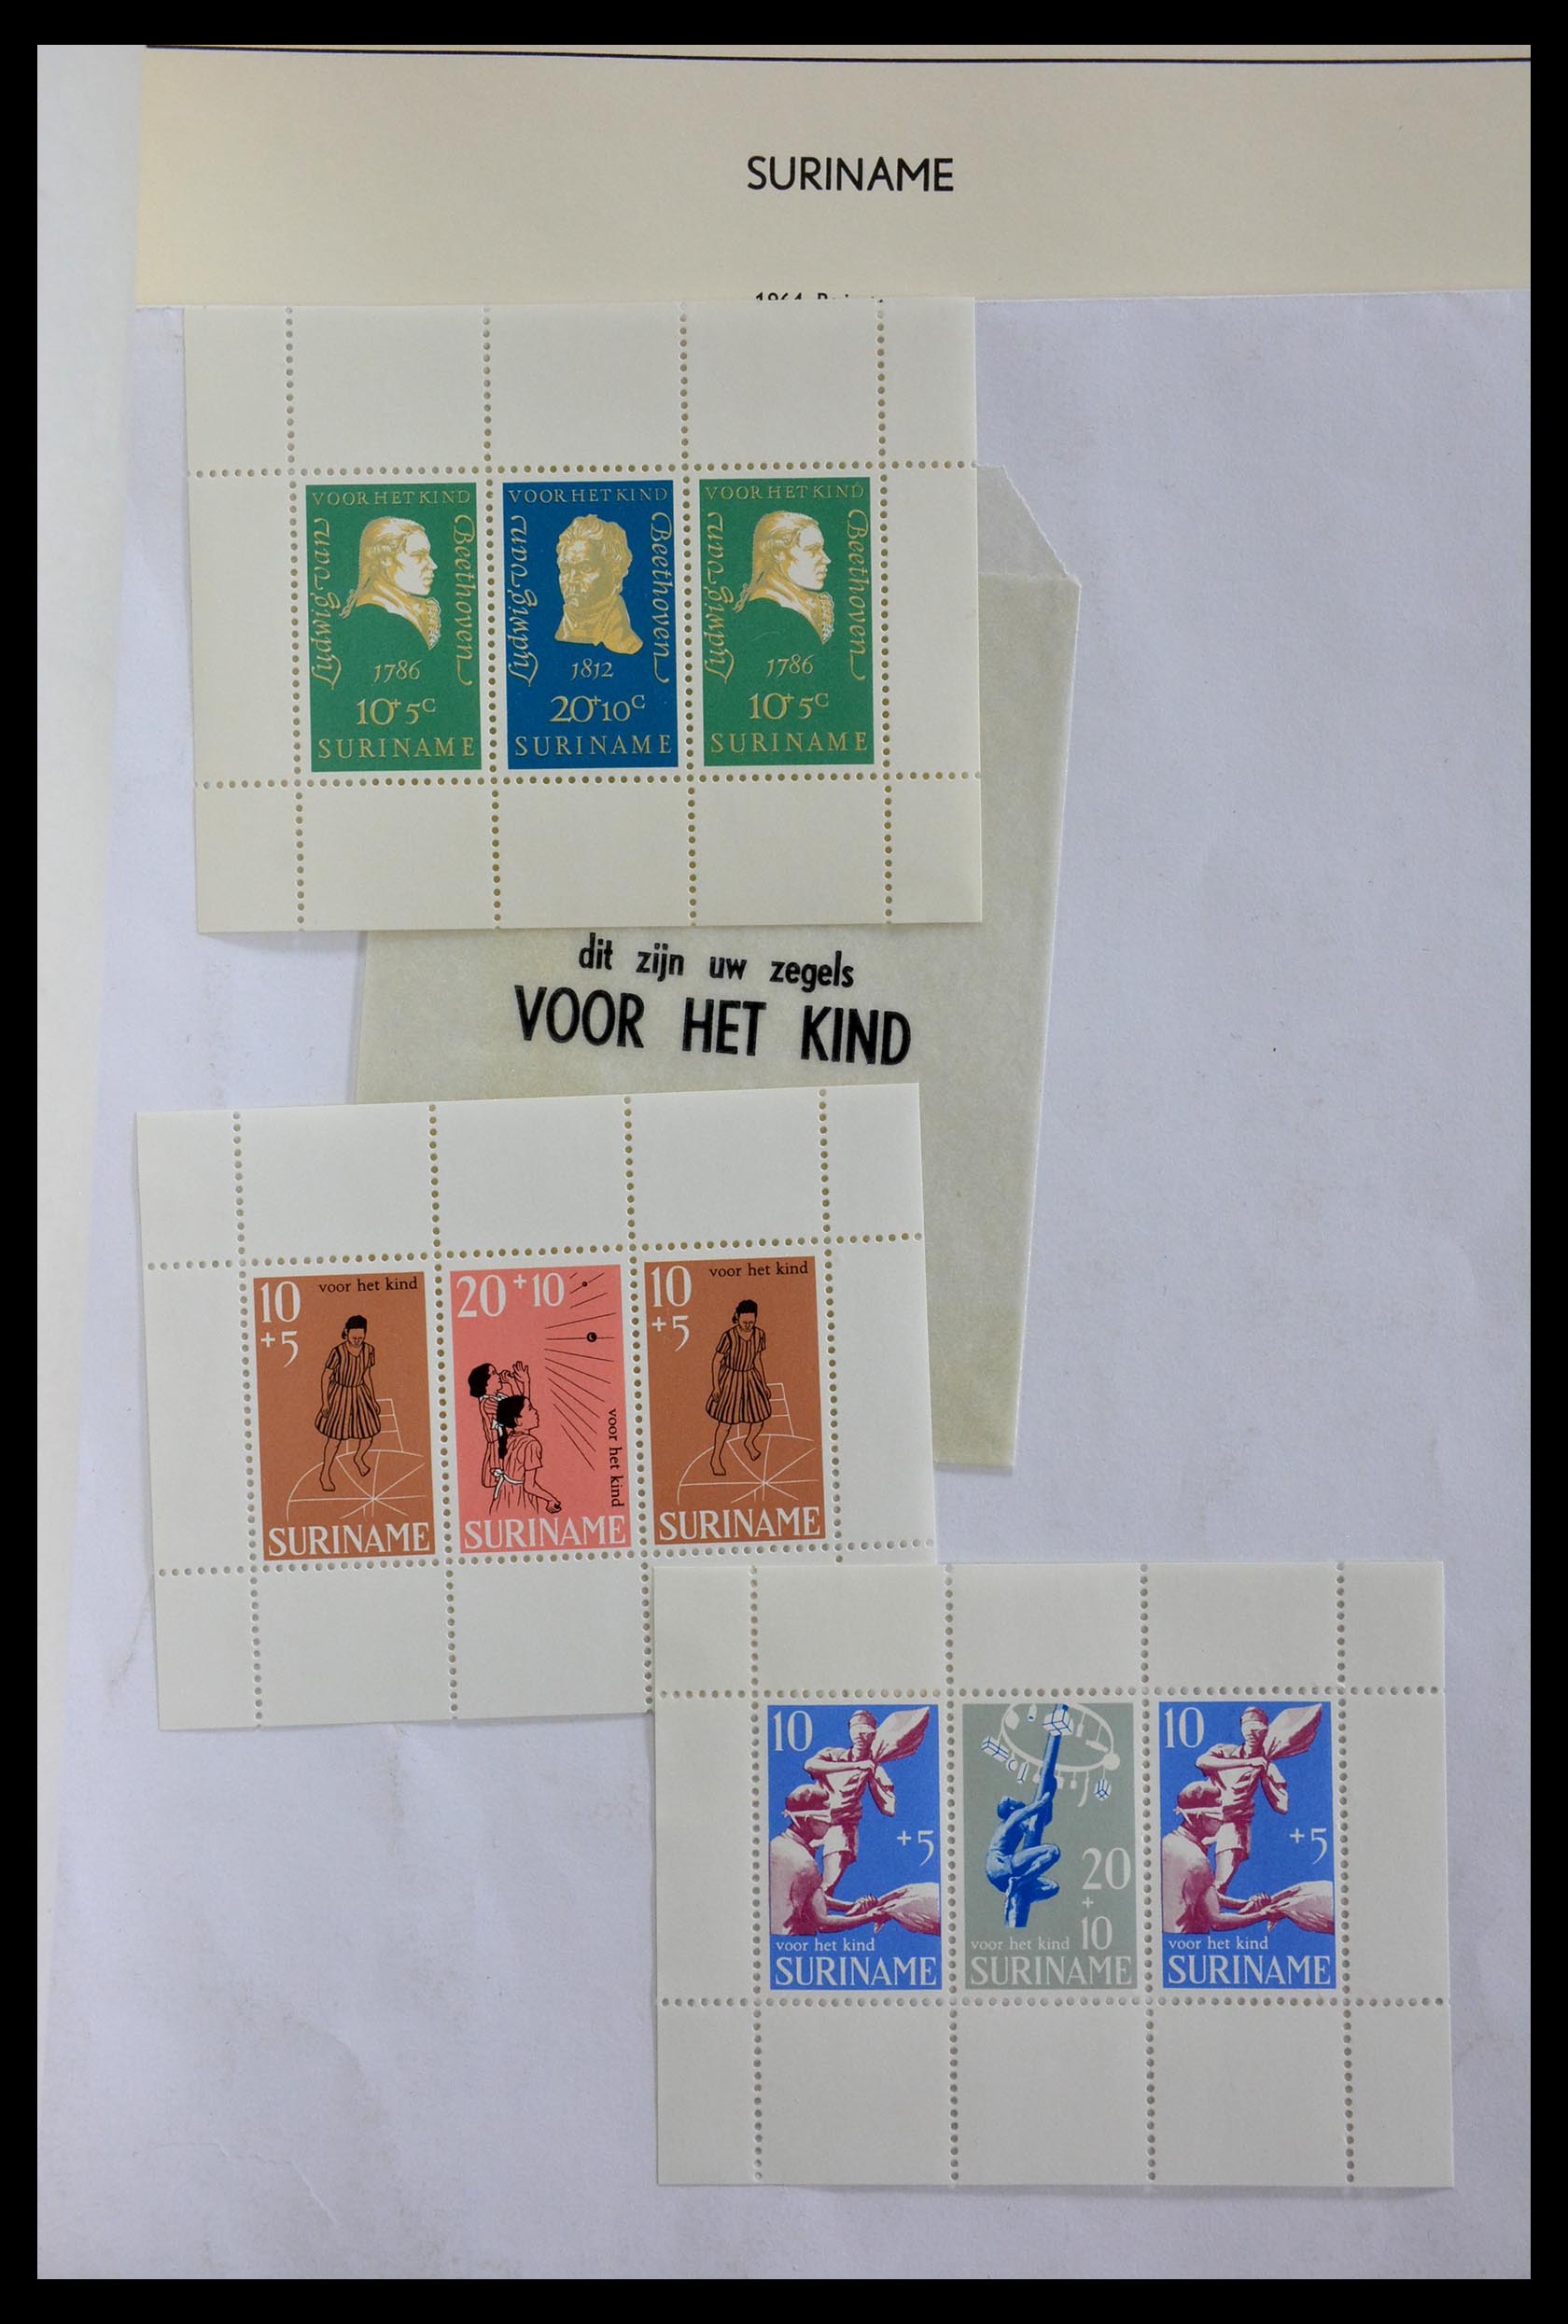 SURINAME
1964
VOOR HET KIND
Ludwig van Beethoven
1786
10+5c
SURINAME
VOOR HET KIND
Ludwig van Beethoven
1812
20+10c
SURINAME
VOOR HET KIND
Ludwig van Beethoven
1786
10+5c
SURINAME
dit zijn uw zegels
VOOR HET KIND
10 voor het kind
+5
SURINAME
20+10
voor het kind
SURINAME
10 voor het kind
+5
SURINAME
10
+5
voor het kind
SURINAME
20
+
10
voor het kind
SURINAME
10
+5
voor het kind
SURINAME